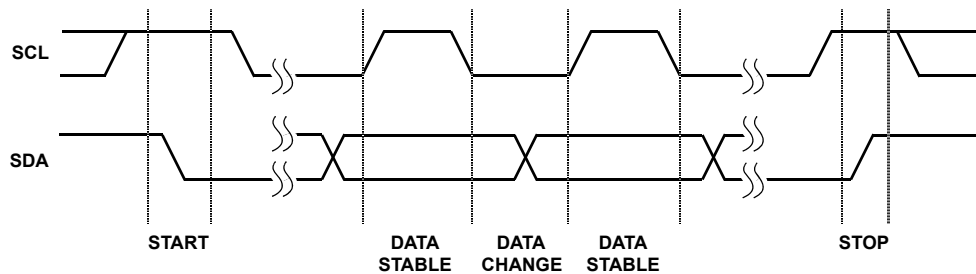 SCL
SDA
START
DATA
STABLE
DATA
CHANGE
DATA
STABLE
STOP